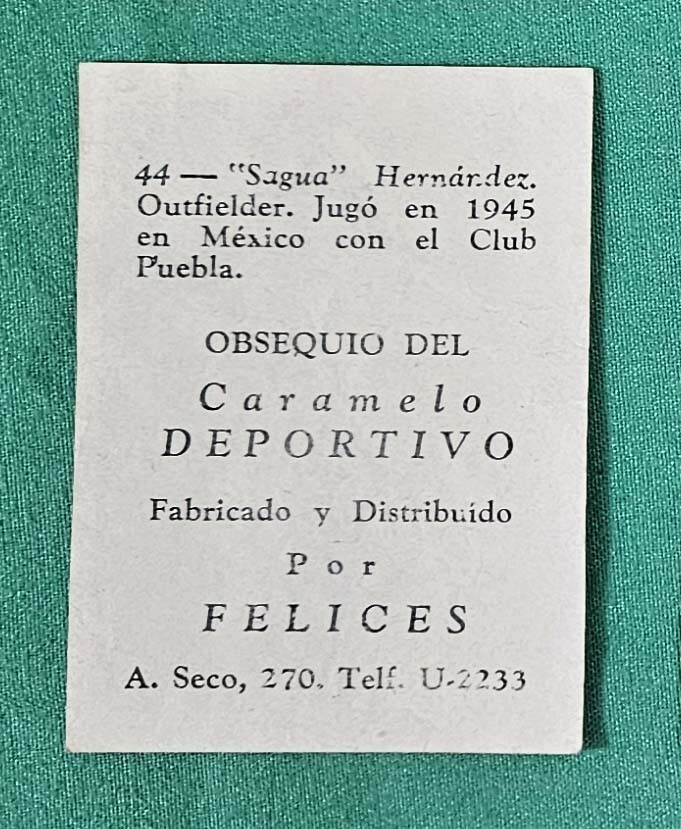 44 — "Sagua" Hernández.
Outfielder. Jugó en 1945
en México con el Club
Puebla.
OBSEQUIO DEL
Caramelo
DEPORTIVO
Fabricado y Distribuído
Por
FELICES
A. Seco, 270. Telf. U-2233